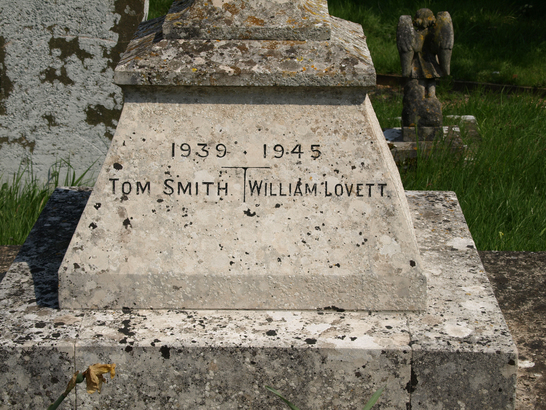 1939 · 1945
TOM SMITH WILLIAM LOVETT